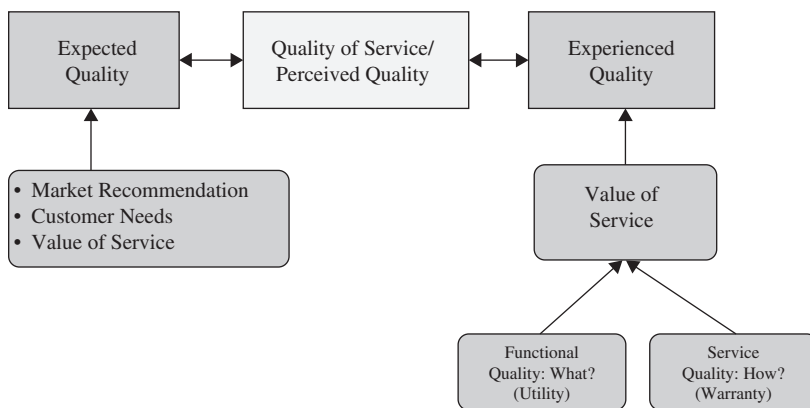 Expected
Quality
Quality of Service/
Perceived Quality
Experienced
Quality
• Market Recommendation
• Customer Needs
• Value of Service
Value of
Service
Functional
Quality: What?
(Utility)
Service
Quality: How?
(Warranty)